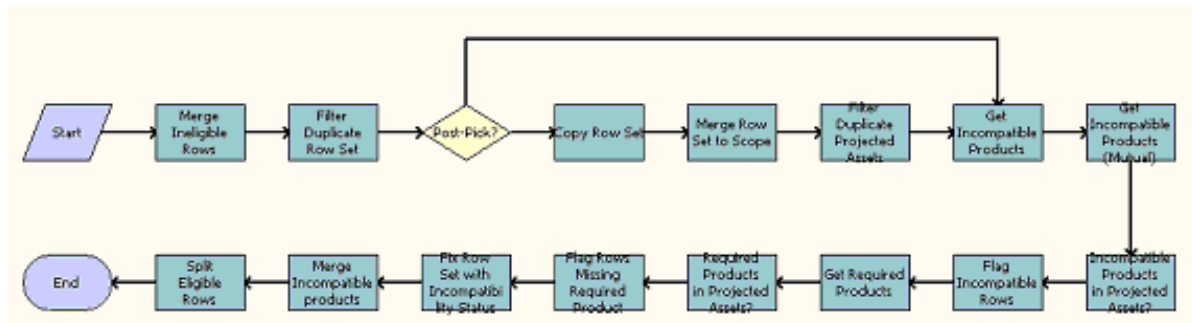 Start
Merge
Ineligible
Rows
Filter
Duplicate
Row Set
Post-Pick?
Copy Row Set
Merge Row
Set to Scope
Filter
Duplicate
Projected
Assets
Get
Incompatible
Products
Get
Incompatible
Products
(Mutual)
Incompatible
Products
in Projected
Assets?
Flag
Incompatible
Rows
Get Required
Products
Required
Products
in Projected
Assets?
Flag Rows
Missing
Required
Product
Fix Row
Set with
Incompatibi
lity Status
Merge
Incompatible
products
Split
Eligible
Rows
End